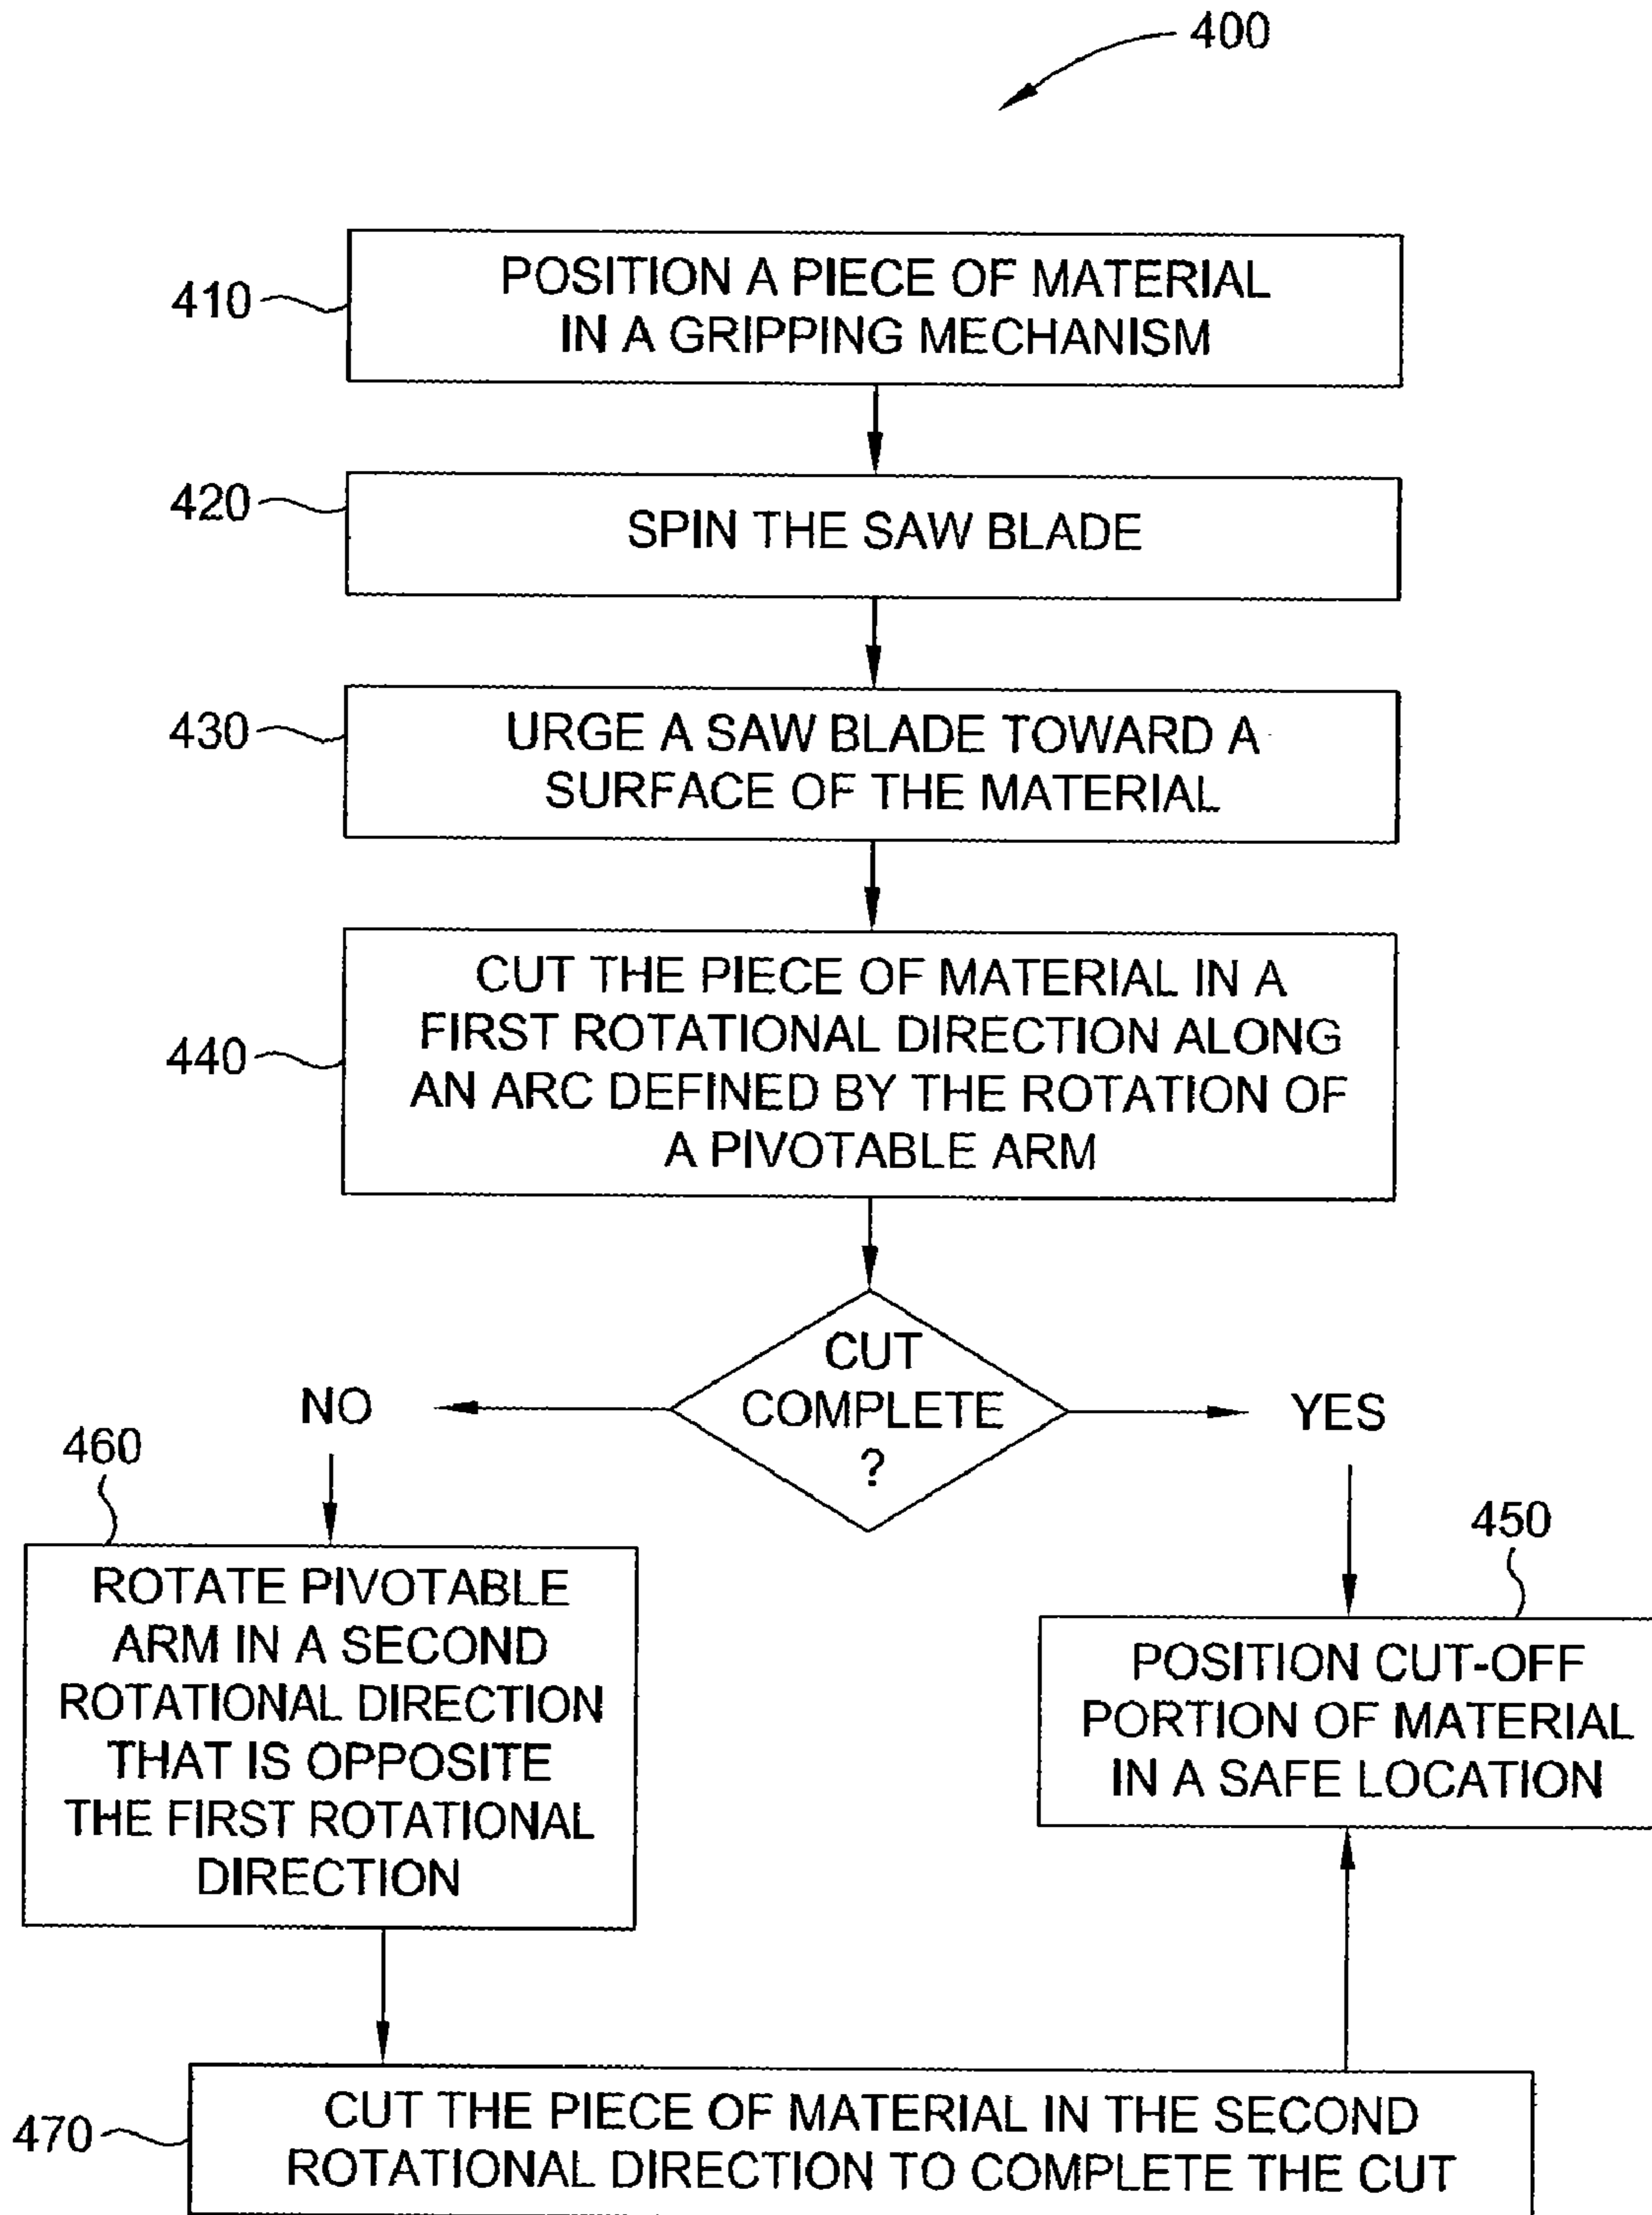 400
410
POSITION A PIECE OF MATERIAL
IN A GRIPPING MECHANISM
420
SPIN THE SAW BLADE
430
URGE A SAW BLADE TOWARD A
SURFACE OF THE MATERIAL
440
CUT THE PIECE OF MATERIAL IN A
FIRST ROTATIONAL DIRECTION ALONG
AN ARC DEFINED BY THE ROTATION OF
A PIVOTABLE ARM
CUT
COMPLETE
?
NO
YES
460
ROTATE PIVOTABLE
ARM IN A SECOND
ROTATIONAL DIRECTION
THAT IS OPPOSITE
THE FIRST ROTATIONAL
DIRECTION
450
POSITION CUT-OFF
PORTION OF MATERIAL
IN A SAFE LOCATION
470
CUT THE PIECE OF MATERIAL IN THE SECOND
ROTATIONAL DIRECTION TO COMPLETE THE CUT